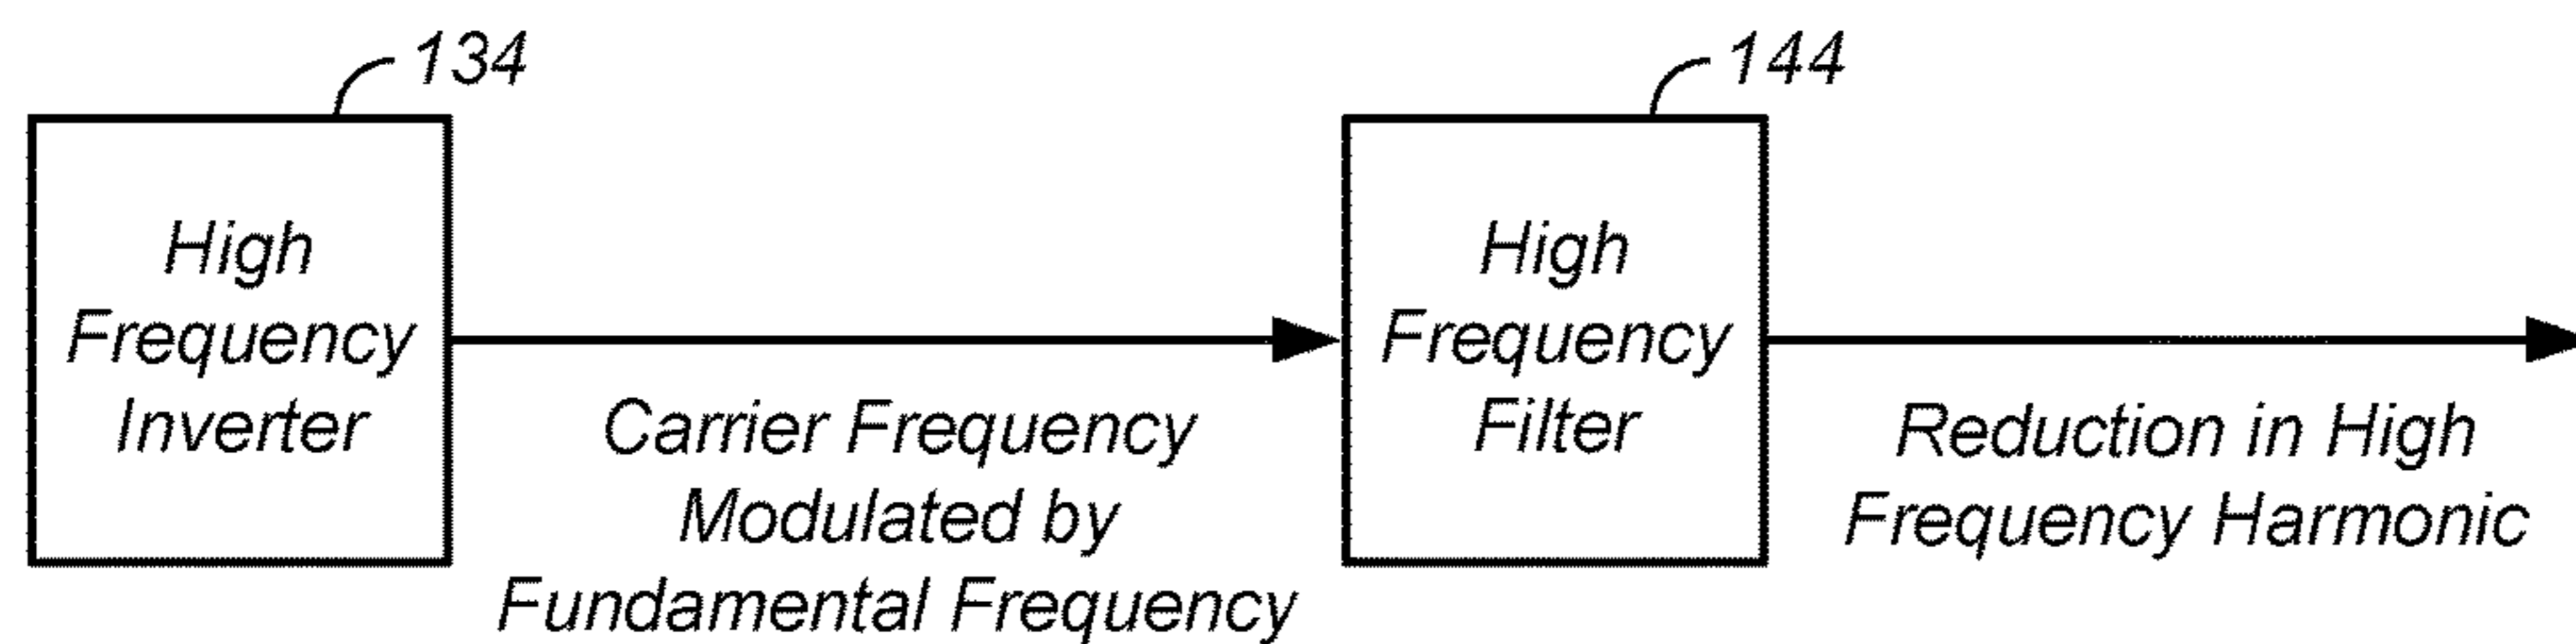 134
High
Frequency
Inverter
Carrier Frequency
Modulated by
Fundamental Frequency
144
High
Frequency
Filter
Reduction in High
Frequency Harmonic